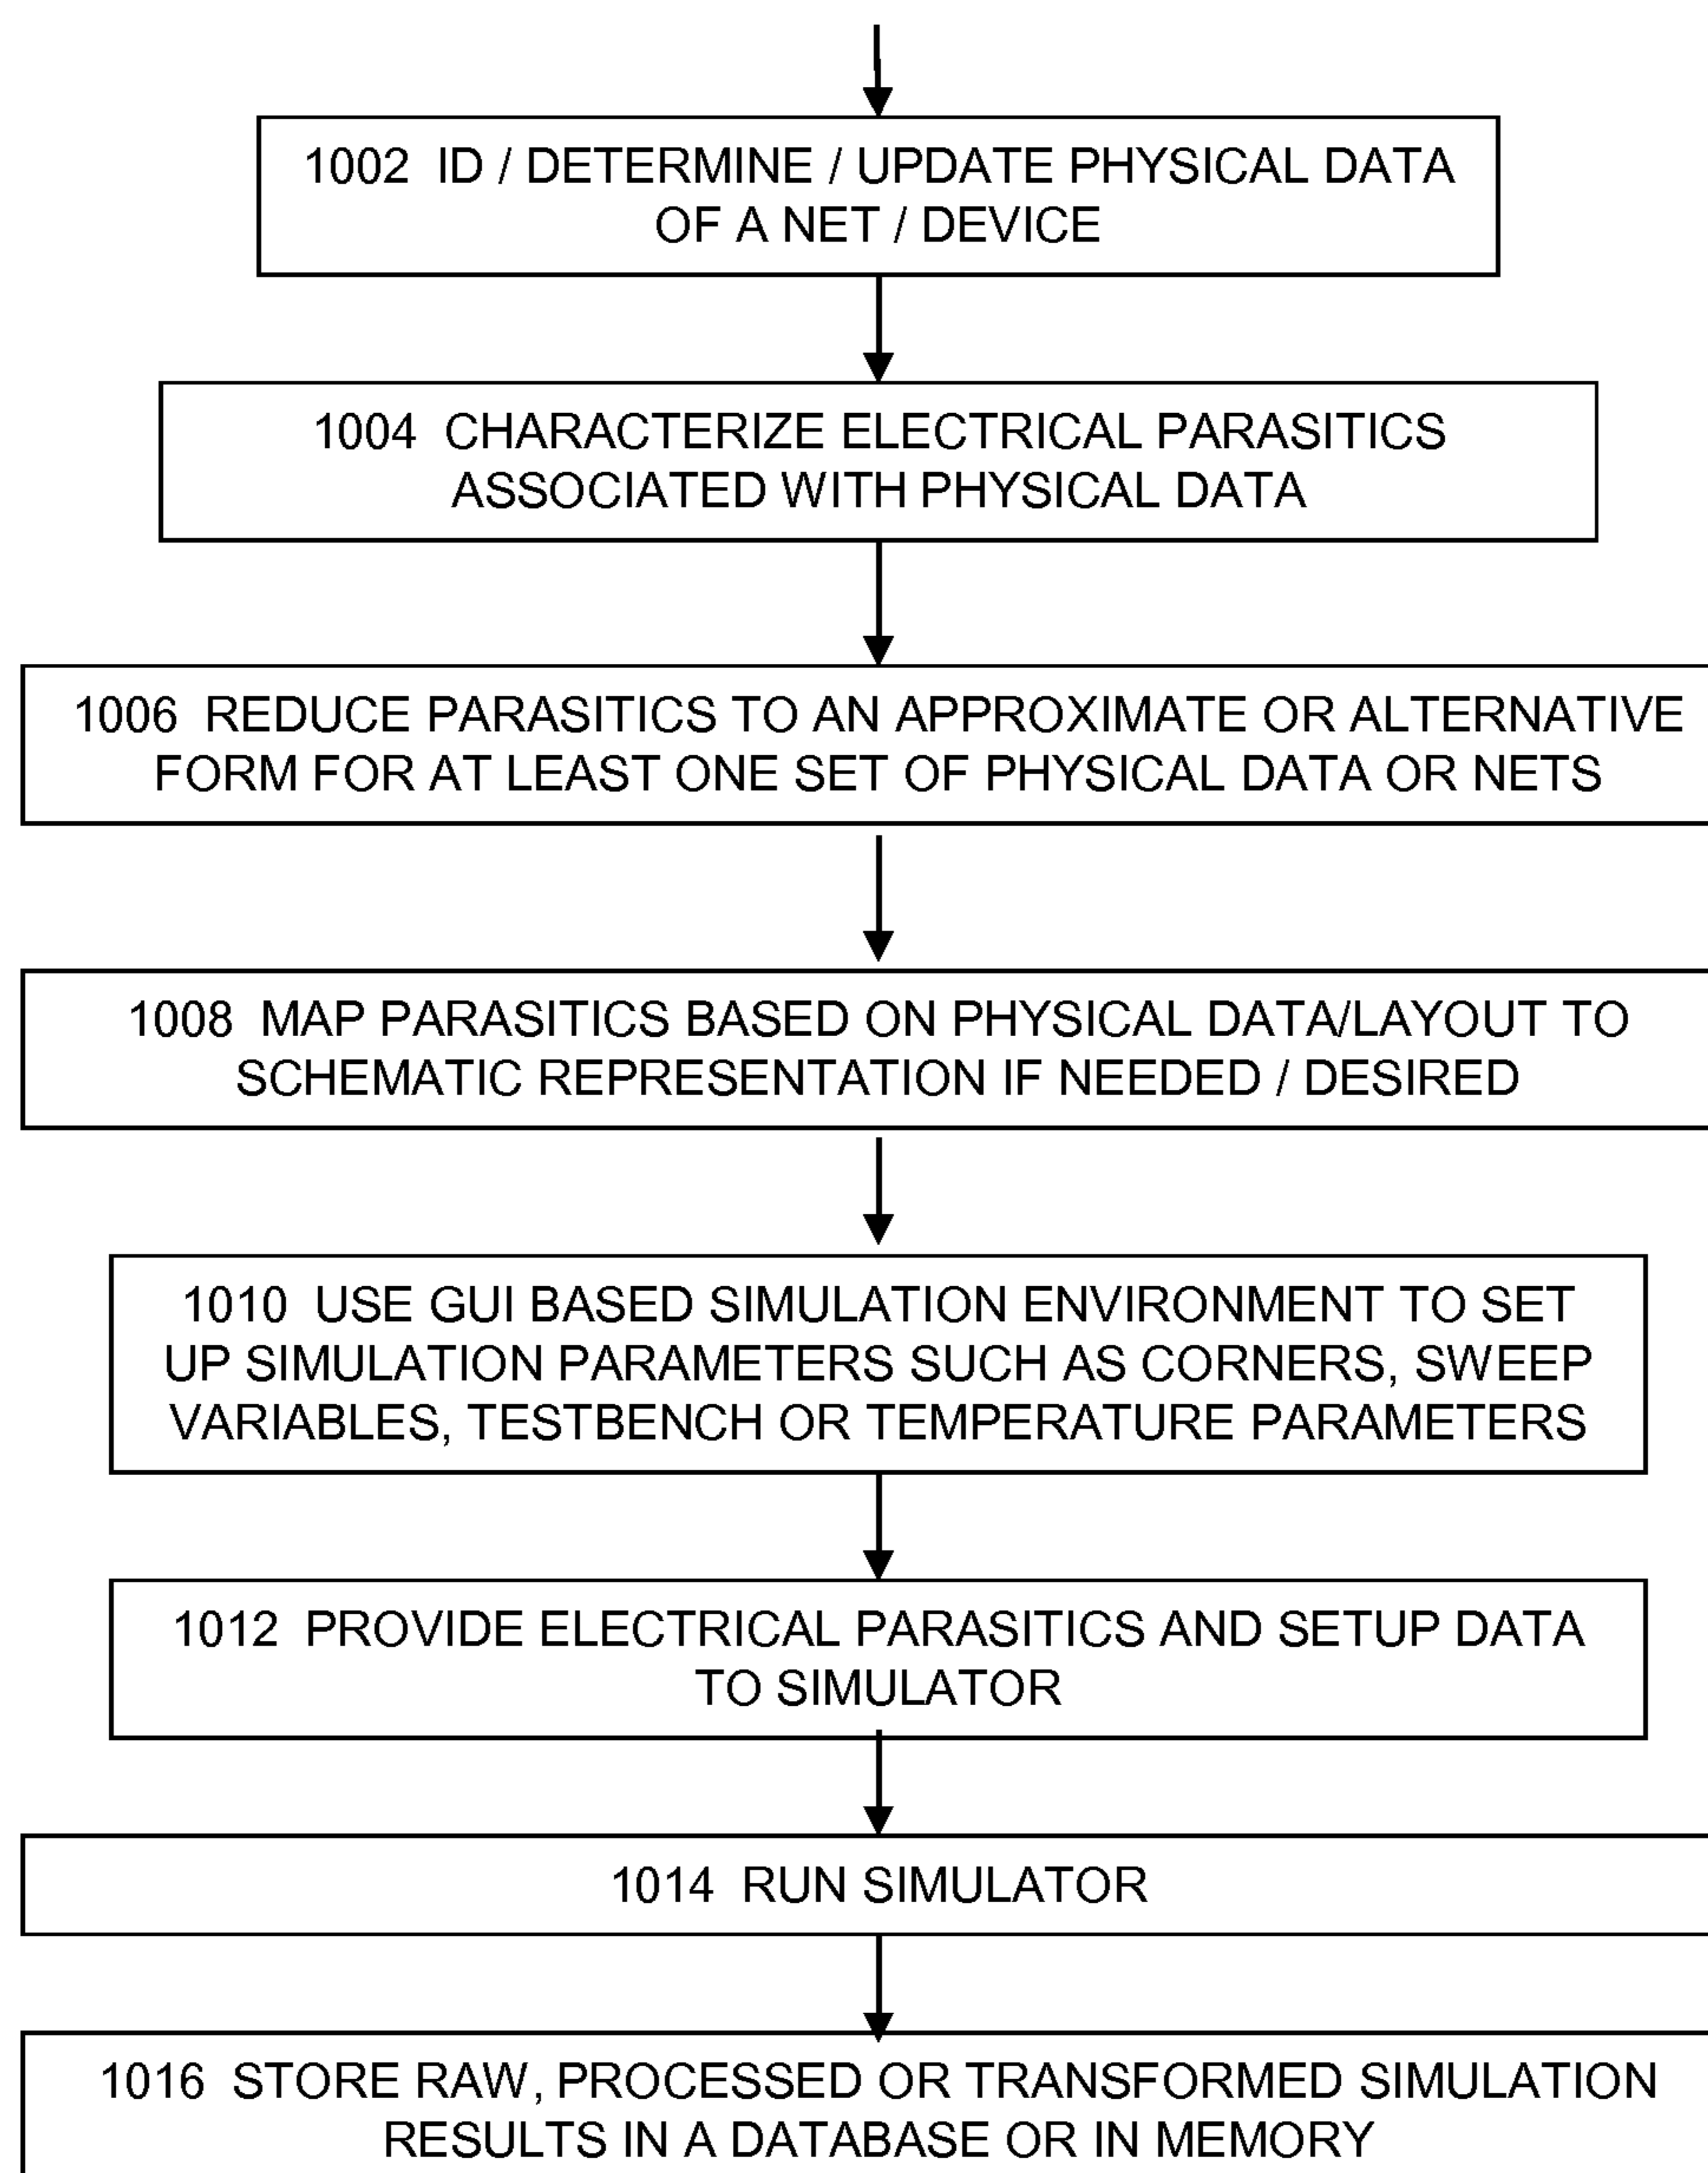 1002 ID / DETERMINE / UPDATE PHYSICAL DATA
OF A NET / DEVICE
1004 CHARACTERIZE ELECTRICAL PARASITICS
ASSOCIATED WITH PHYSICAL DATA
1006 REDUCE PARASITICS TO AN APPROXIMATE OR ALTERNATIVE
FORM FOR AT LEAST ONE SET OF PHYSICAL DATA OR NETS
1008 MAP PARASITICS BASED ON PHYSICAL DATA/LAYOUT TO
SCHEMATIC REPRESENTATION IF NEEDED / DESIRED
1010 USE GUI BASED SIMULATION ENVIRONMENT TO SET
UP SIMULATION PARAMETERS SUCH AS CORNERS, SWEEP
VARIABLES, TESTBENCH OR TEMPERATURE PARAMETERS
1012 PROVIDE ELECTRICAL PARASITICS AND SETUP DATA
TO SIMULATOR
1014 RUN SIMULATOR
1016 STORE RAW, PROCESSED OR TRANSFORMED SIMULATION
RESULTS IN A DATABASE OR IN MEMORY